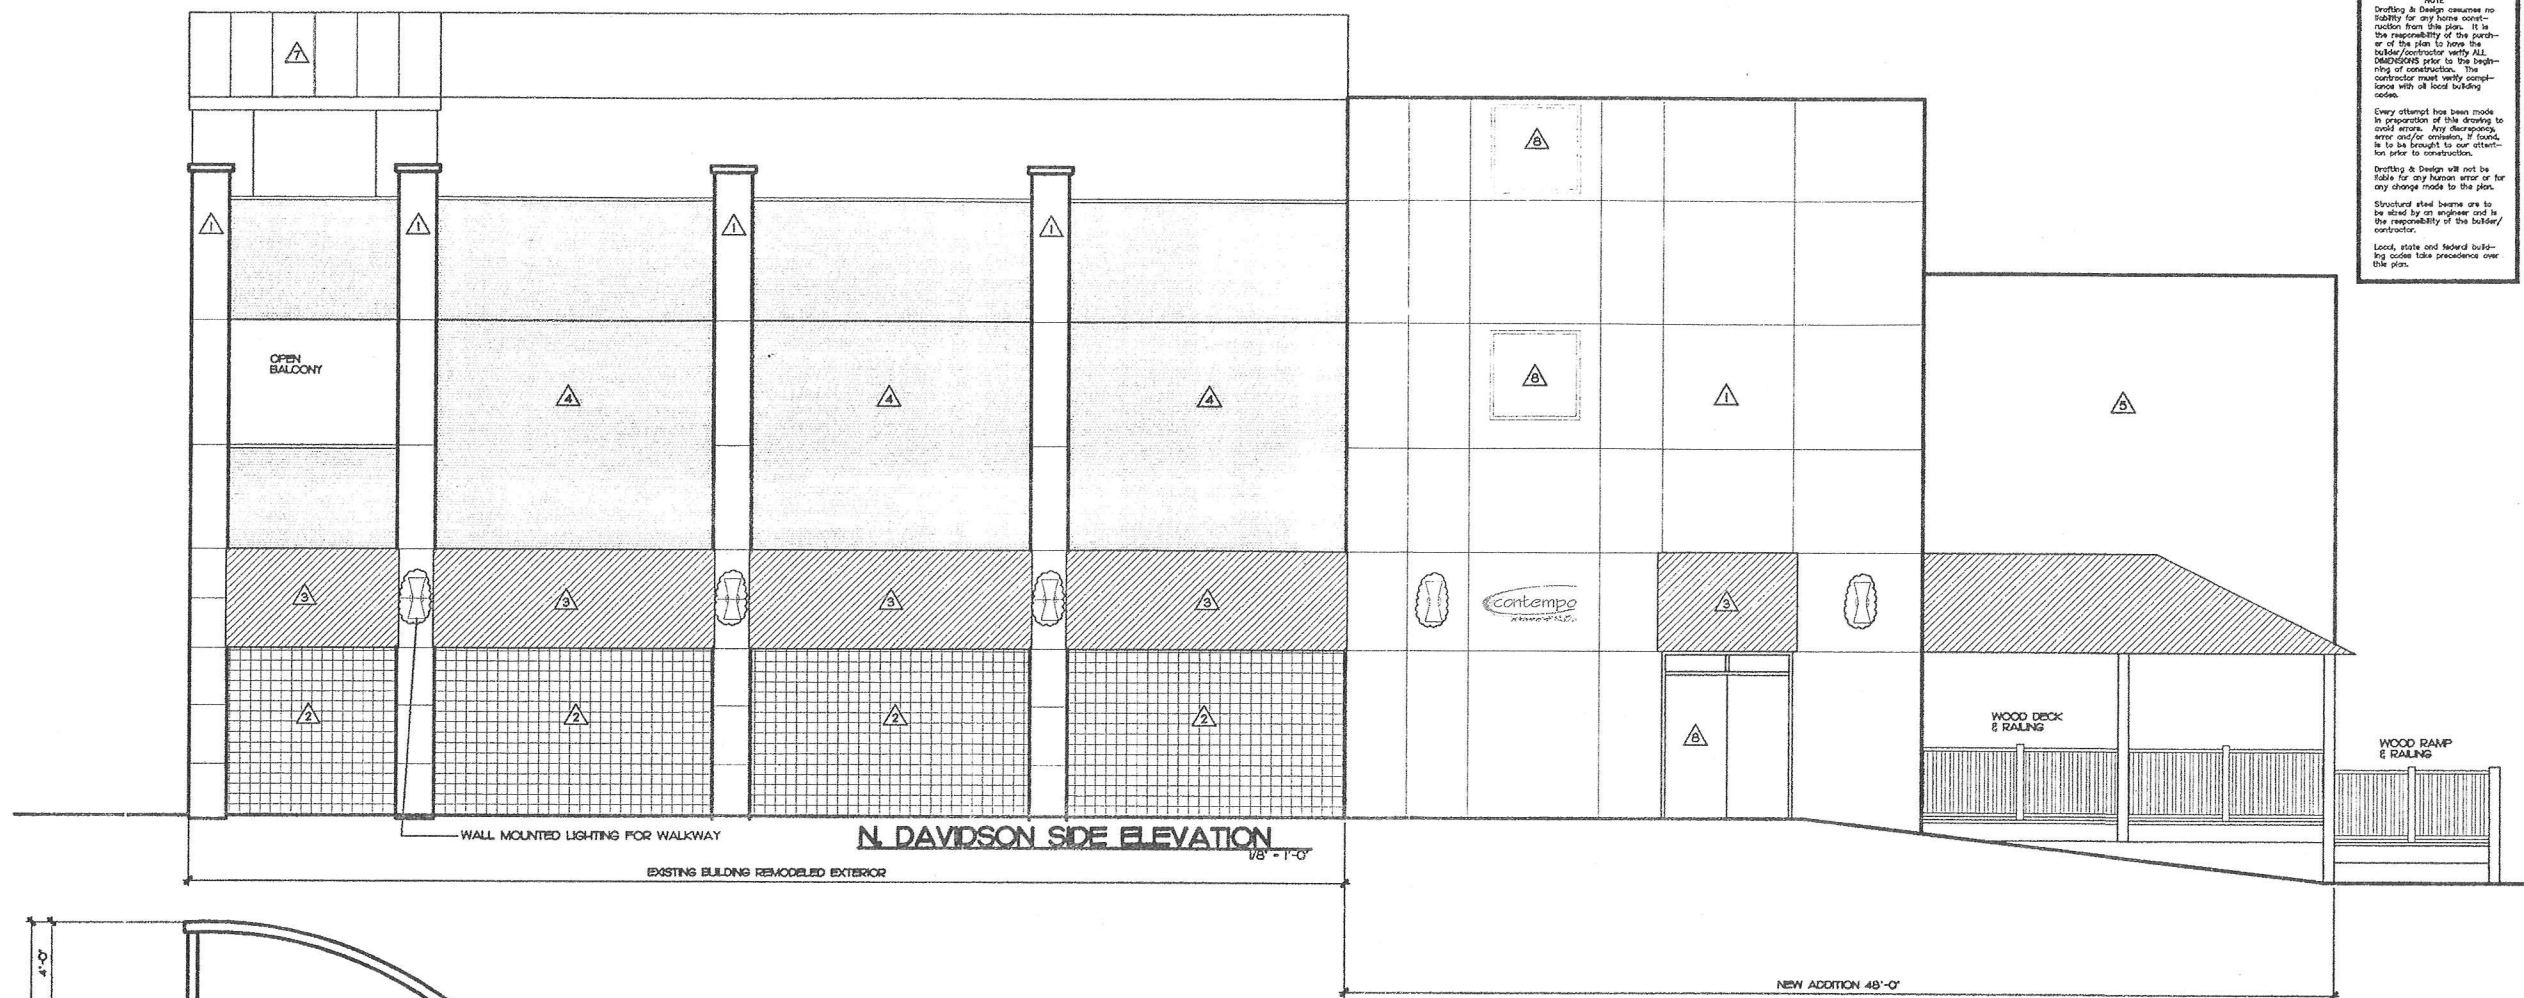 NOTE
Drafting & Design assumes no
liability for any home const-
ruction from this plan. It is
the responsibility of the purch-
er of the plan to have the
builder/contractor verify ALL
DIMENSIONS prior to the begin-
ning of construction. The
contractor must verify compl-
iance with all local building
codes.
Every attempt has been made
in preparation of this drawing to
avoid errors. Any discrepancy,
error and/or omission, if found,
is to be brought to our attent-
ion prior to construction.
Drafting & Design will not be
liable for any human error or for
any change made to the plan.
Structural steel beams are to
be sized by an engineer and is
the responsibility of the builder/
contractor.
Local, state and federal build-
ing codes take precedence over
this plan.
7
8
1
1
1
1
OPEN
BALCONY
4
4
4
8
1
5
3
3
3
3
contempo
3
2
2
2
2
8
WOOD DECK
& RAILING
WOOD RAMP
& RAILING
WALL MOUNTED LIGHTING FOR WALKWAY
N. DAVIDSON SIDE ELEVATION
1/8" = 1'-0"
EXISTING BUILDING REMODELED EXTERIOR
4'-0"
NEW ADDITION 48'-0"